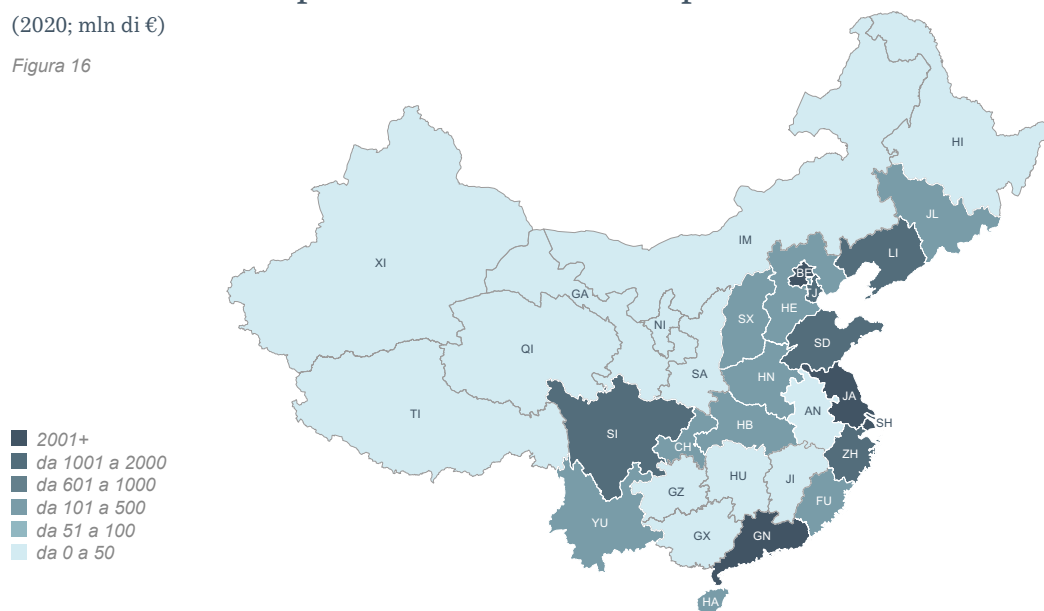 (2020; mln di €)
Figura 16
HI
JL
IM
LI
XI
BE
TJ
GA
HE
SX
NI
SD
QI
SA
HN
JA
TI
AN
SH
SI
HB
CH
ZH
HU
JI
GZ
FU
YU
GX
GN
HA
2001+
da 1001 a 2000
da 601 a 1000
da 101 a 500
da 51 a 100
da 0 a 50